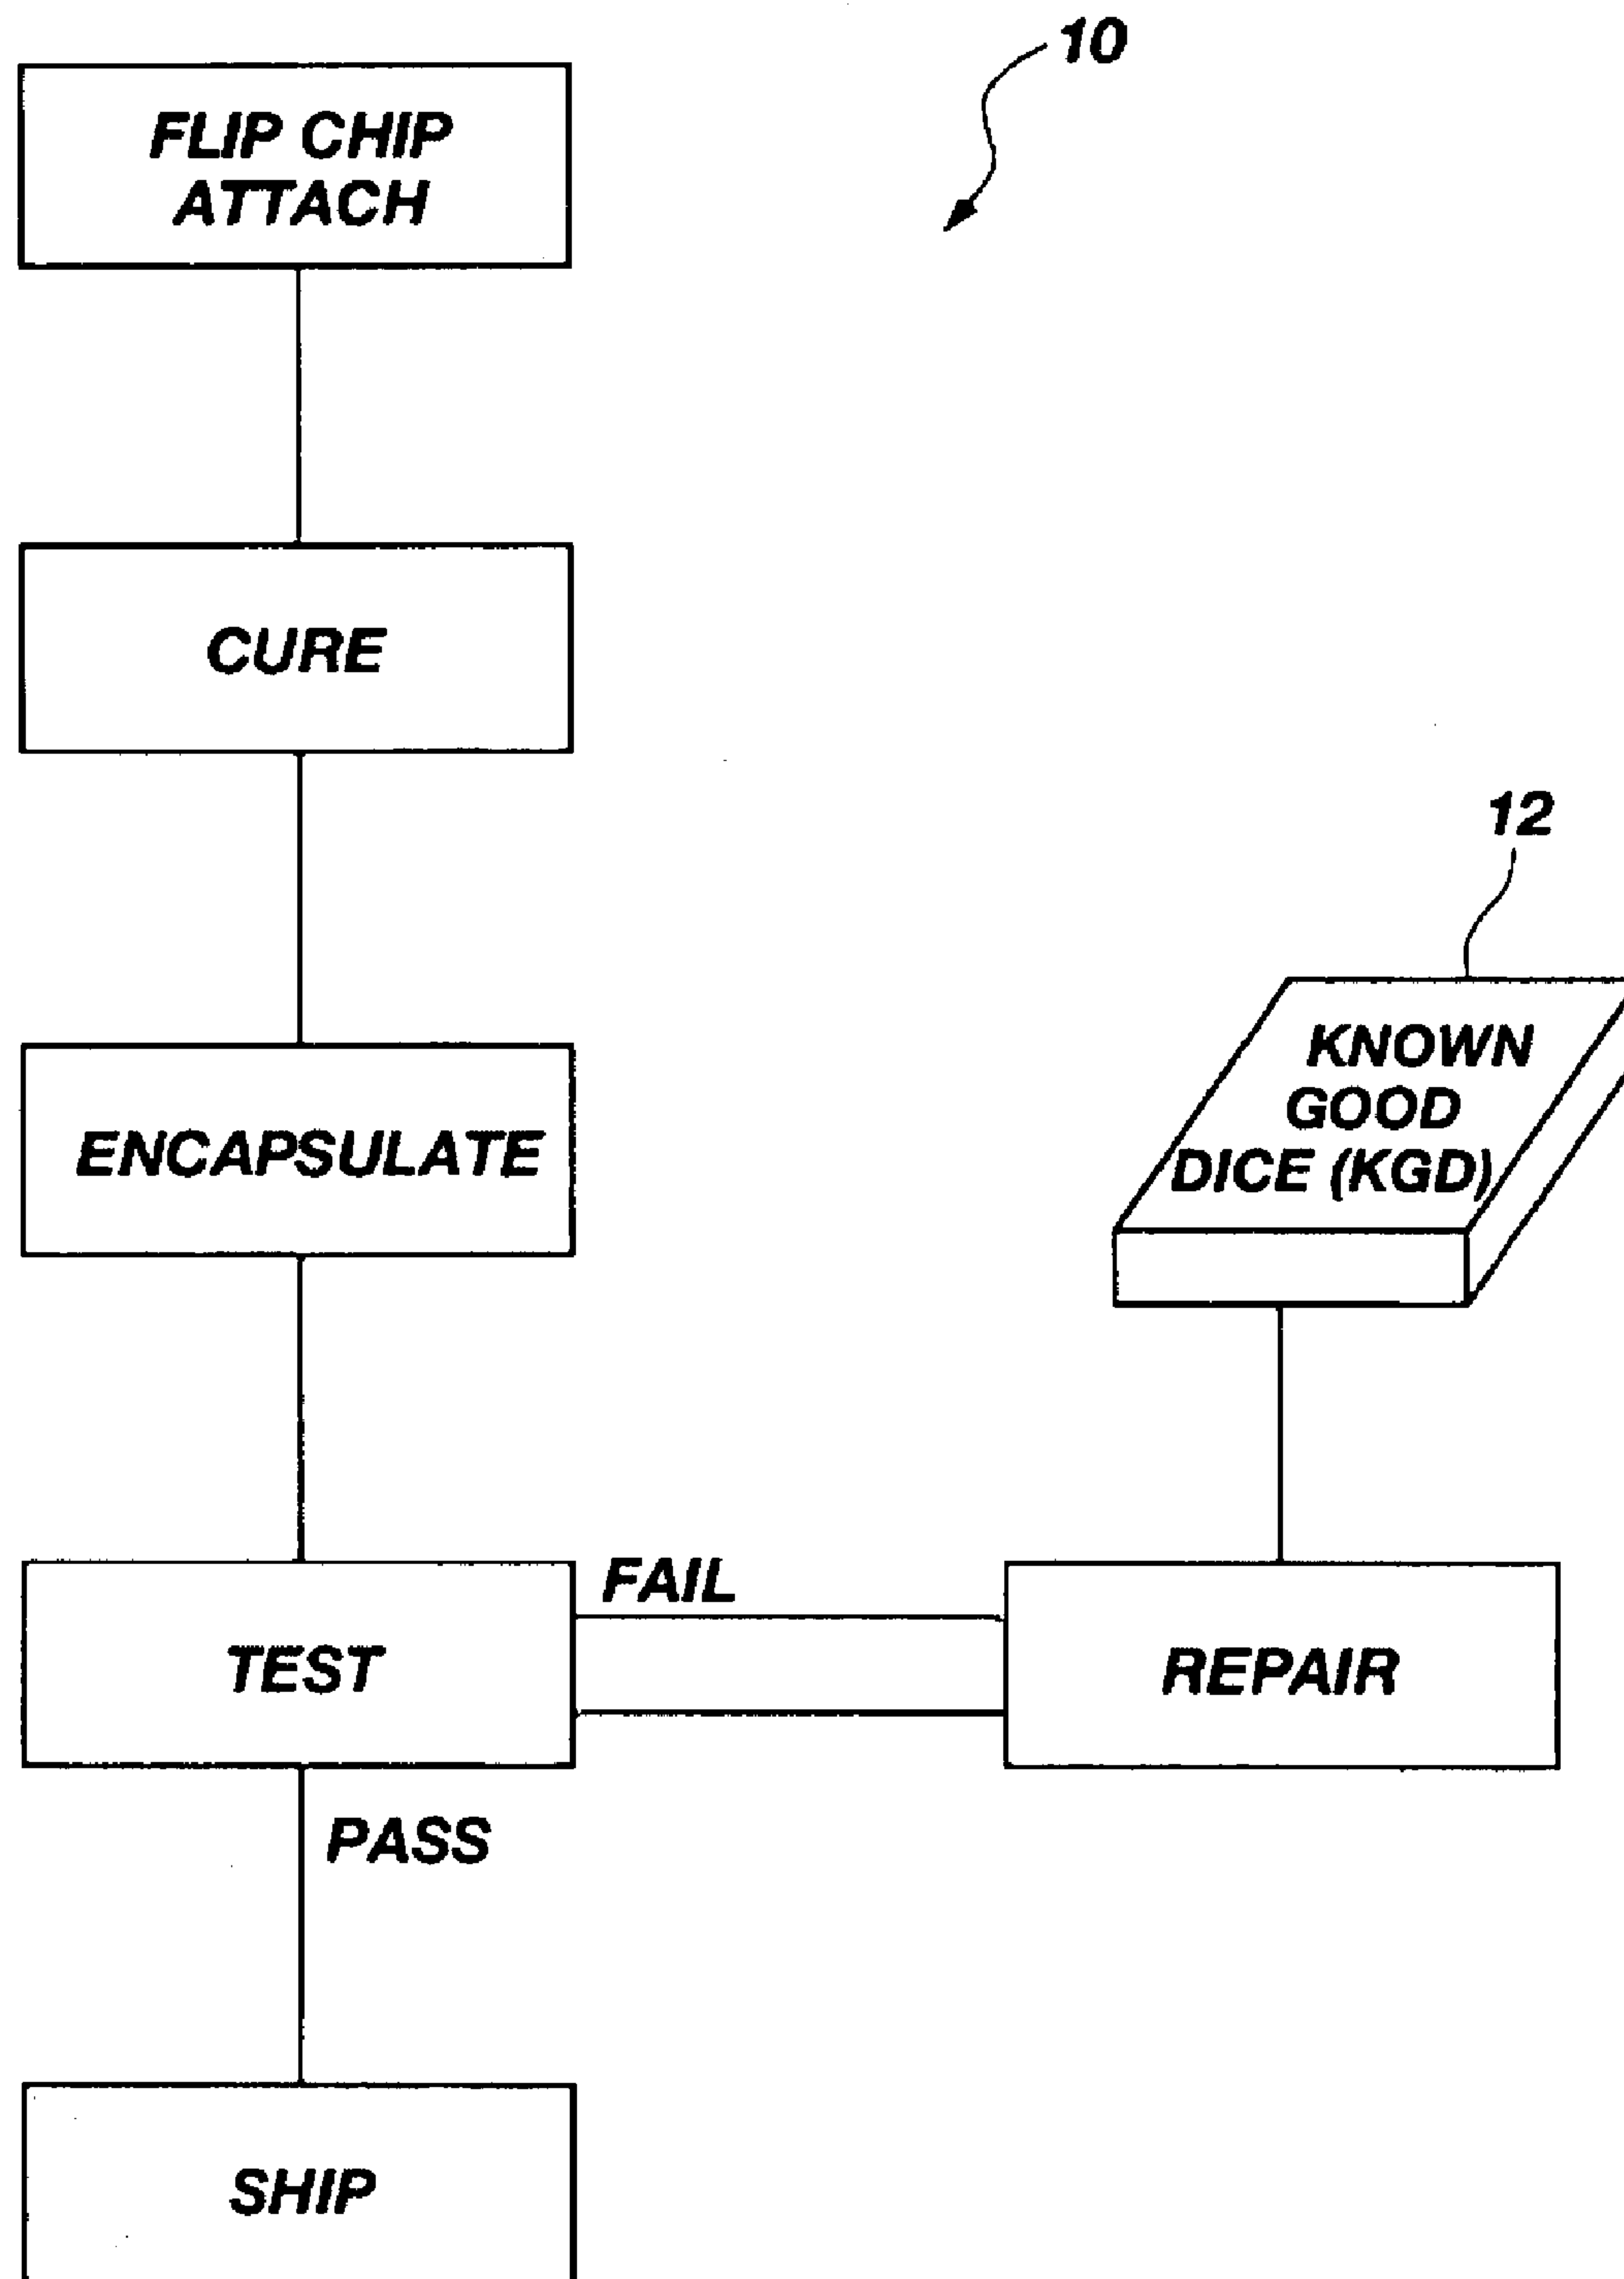 10
FLIP CHIP
ATTACH
CURE
12
KNOWN
GOOD
DICE (KGD)
ENCAPSULATE
FAIL
TEST
REPAIR
PASS
SHIP